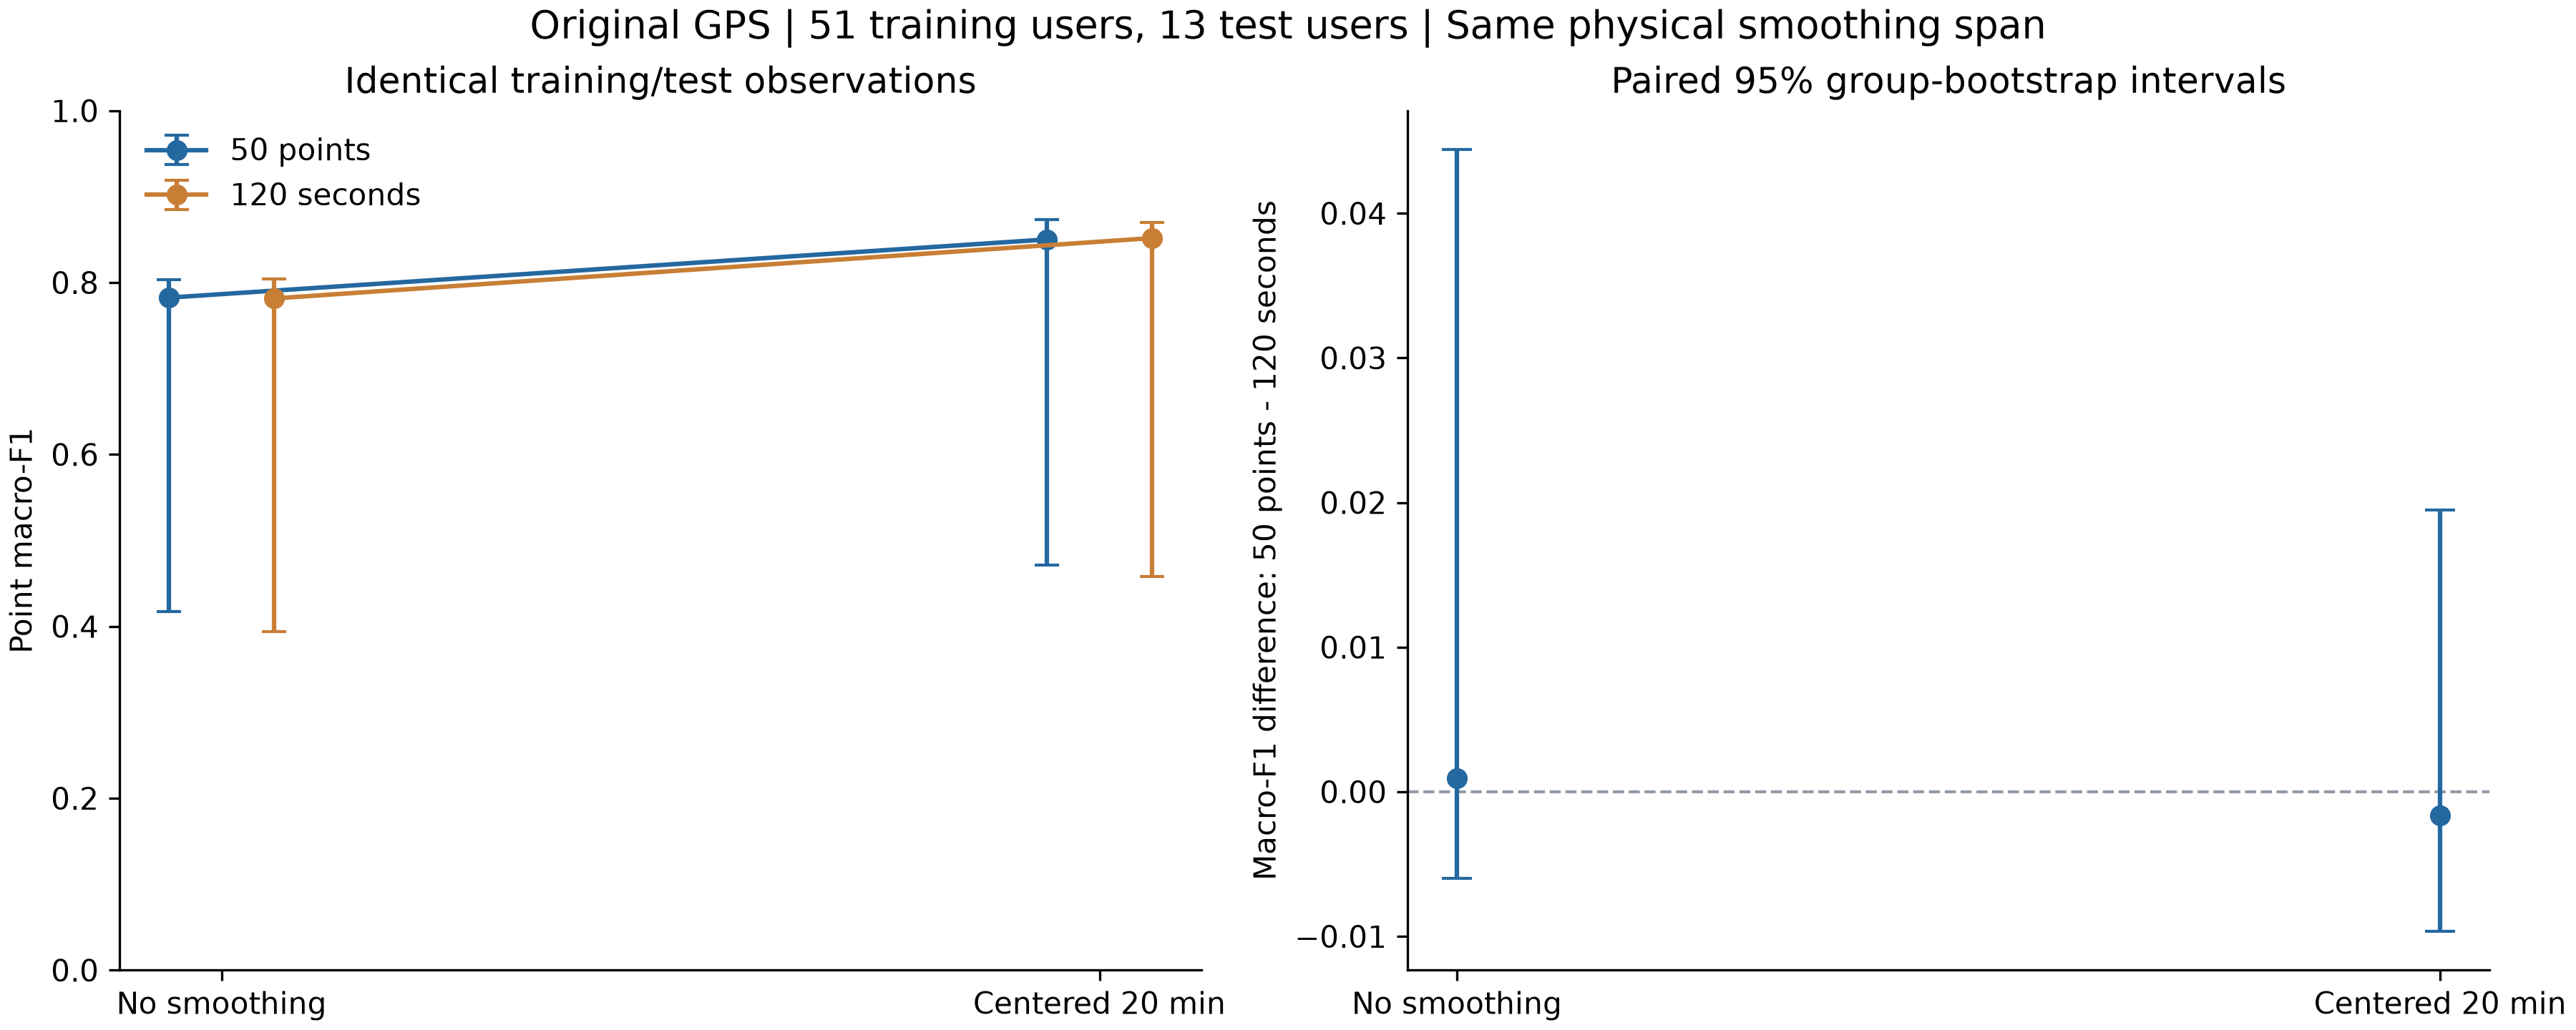 Original GPS | 51 training users, 13 test users | Same physical smoothing span
Identical training/test observations
50 points
120 seconds
Point macro-F1
1.0
0.8
0.6
0.4
0.2
0.0
No smoothing
Centered 20 min
Paired 95% group-bootstrap intervals
Macro-F1 difference: 50 points - 120 seconds
0.04
0.03
0.02
0.01
0.00
−0.01
No smoothing
Centered 20 min